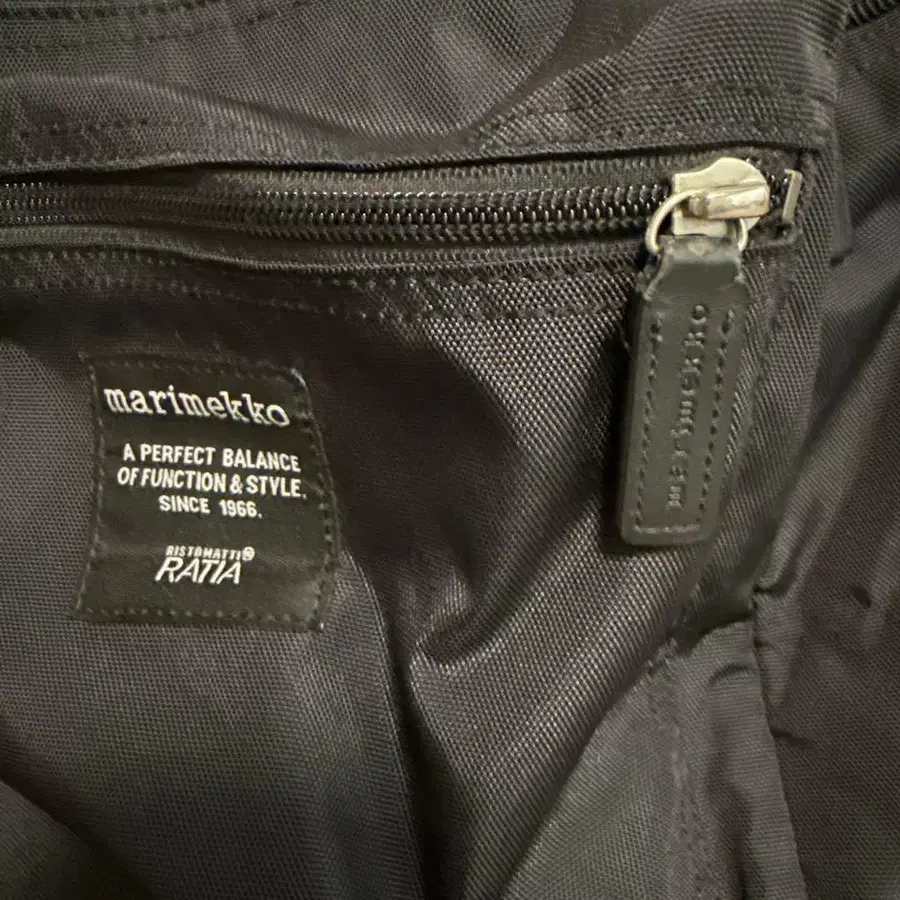 marimekko
A PERFECT BALANCE
OF FUNCTION & STYLE.
SINCE 1966.
RISTOMATTI
RATIA
marimekko